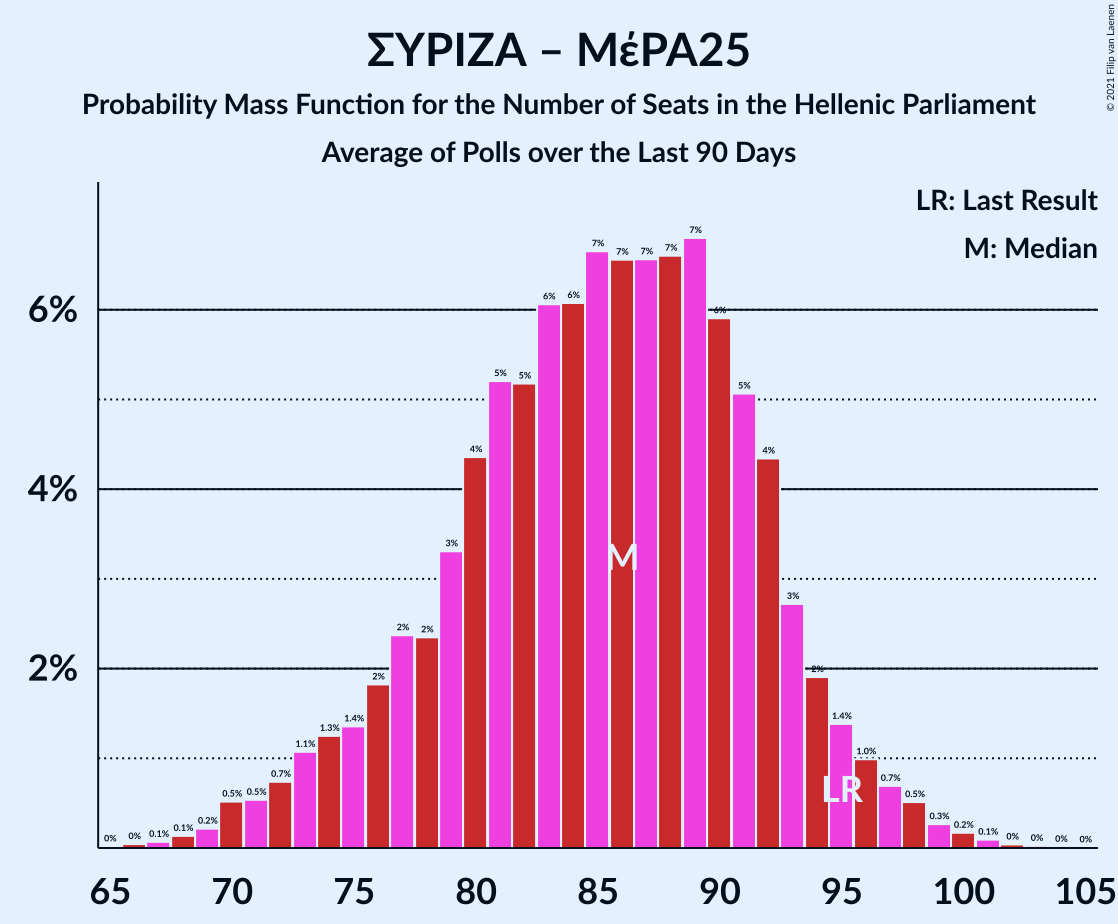 ΣΥΡΙΖΑ – ΜέΡΑ25
Probability Mass Function for the Number of Seats in the Hellenic Parliament
Average of Polls over the Last 90 Days
© 2021 Filip van Laenen
LR: Last Result
M: Median
6%
4%
2%
0% 0% 0.1% 0.1% 0.2% 0.5% 0.5% 0.7% 1.1% 1.3% 1.4% 2% 2% 2% 3% 4% 5% 5% 6% 6% 7% 7% 7% 7% 7% 6% 5% 4% 3% 2% 1.4% 1.0% 0.7% 0.5% 0.3% 0.2% 0.1% 0% 0% 0% 0%
M
LR
65 70 75 80 85 90 95 100 105